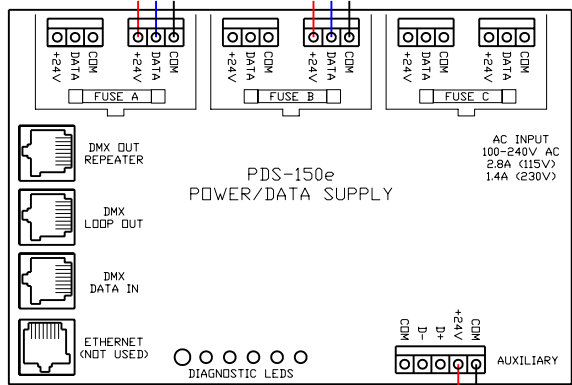 +24V DATA COM +24V DATA COM
FUSE A
+24V DATA COM +24V DATA COM
FUSE B
+24V DATA COM +24V DATA COM
FUSE C
DMX OUT
REPEATER
AC INPUT
100-240V AC
2.8A (115V)
1.4A (230V)
PDS-150e
POWER/DATA SUPPLY
DMX
LOOP OUT
DMX
DATA IN
ETHERNET
(NOT USED)
DIAGNOSTIC LEDS
COM D- D+ +24V COM
AUXILIARY